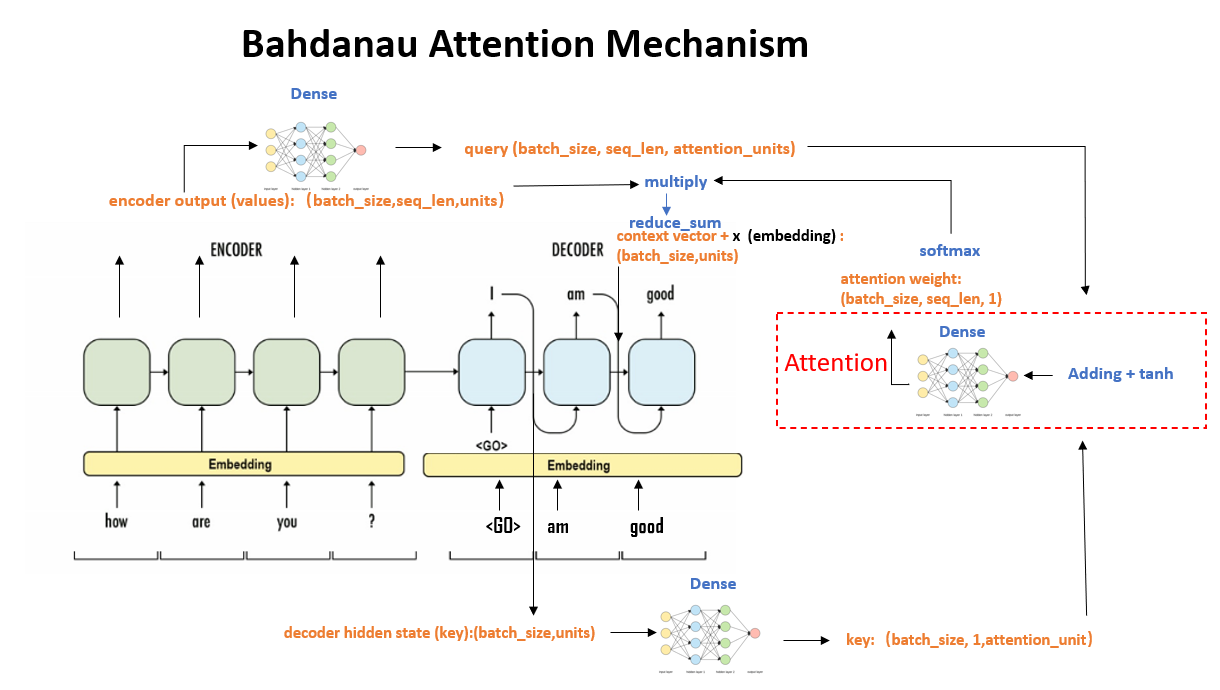 Bahdanau Attention Mechanism
Dense
query (batch_size, seq_len, attention_units)
multiply
encoder output (values): (batch_size,seq_len,units)
reduce_sum
context vector + x (embedding) :
(batch_size,units)
ENCODER
DECODER
softmax
attention weight:
(batch_size, seq_len, 1)
I
am
good
Dense
Attention
Adding + tanh
<GO>
Embedding
Embedding
how
are
you
?
<GO>
am
good
Dense
decoder hidden state (key):(batch_size,units)
key: (batch_size, 1,attention_unit)